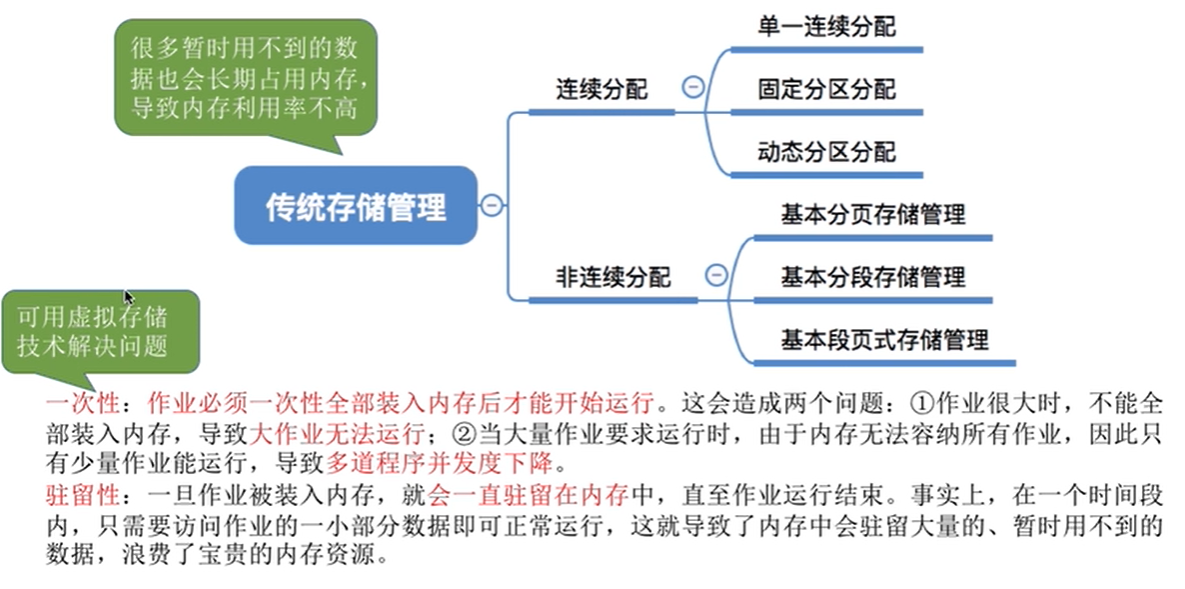 很多暂时用不到的数
据也会长期占用内存，
导致内存利用率不高
传统存储管理
连续分配
单一连续分配
固定分区分配
动态分区分配
非连续分配
基本分页存储管理
基本分段存储管理
基本段页式存储管理
可用虚拟存储
技术解决问题
一次性：作业必须一次性全部装入内存后才能开始运行。这会造成两个问题：①作业很大时，不能全
部装入内存，导致大作业无法运行；②当大量作业要求运行时，由于内存无法容纳所有作业，因此只
有少量作业能运行，导致多道程序并发度下降。
驻留性：一旦作业被装入内存，就会一直驻留在内存中，直至作业运行结束。事实上，在一个时间段
内，只需要访问作业的一小部分数据即可正常运行，这就导致了内存中会驻留大量的、暂时用不到的
数据，浪费了宝贵的内存资源。